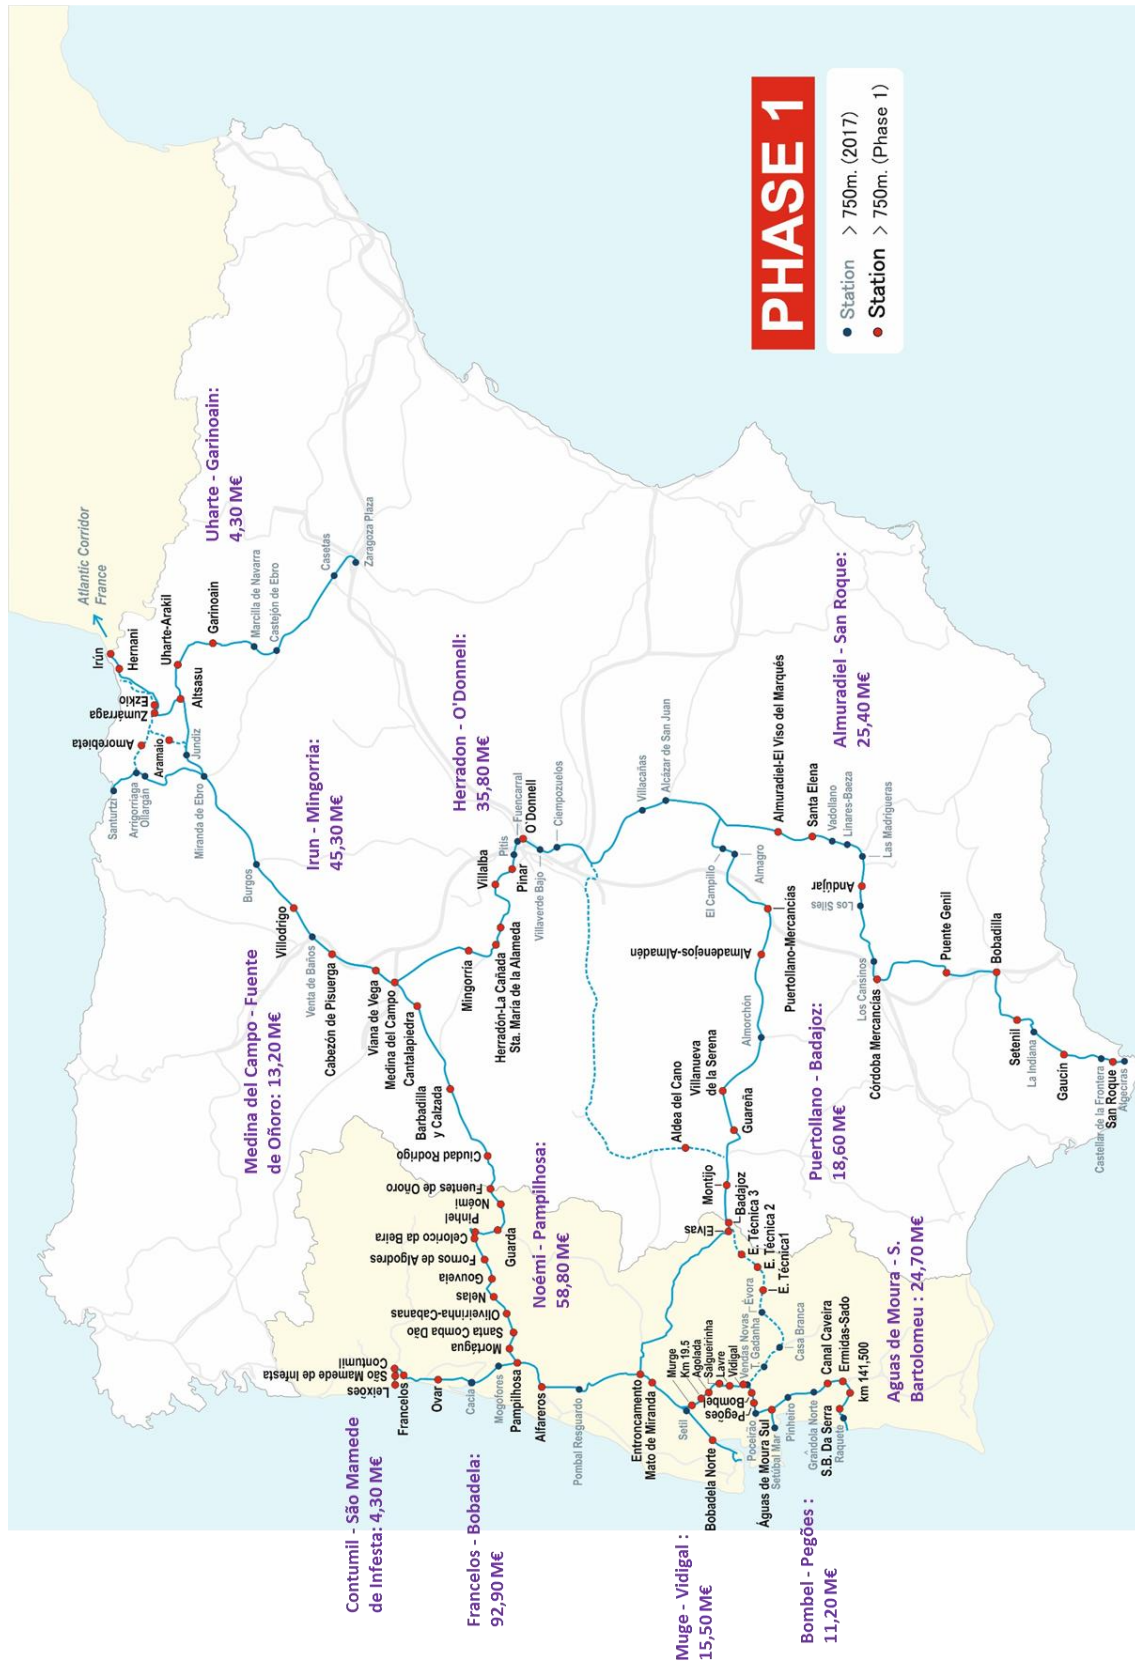 PHASE 1
Station > 750m. (2017)
Station > 750m. (Phase 1)
Atlantic Corridor
France
Irún
Hernani
Ezkio
Zumárraga
Uharte-Arakil
Altsasu
Garinoain
Marcilla de Navarra
Castejón de Ebro
Casetas
Zaragoza Plaza
Uharte - Garinoain:
4,30 M€
Amorebieta
Aramaio
Jundiz
Santurtzi
Arrigorriaga
Ollargán
Miranda de Ebro
Burgos
Irun - Mingorria:
45,30 M€
Villodrigo
Venta de Baños
Cabezón de Pisuerga
Viana de Vega
Medina del Campo
Cantalapiedra
Barbadilla
y Calzada
Ciudad Rodrigo
Fuentes de Oñoro
Medina del Campo - Fuente
de Oñoro: 13,20 M€
Mingorría
Herradón-La Cañada
Sta. María de la Alameda
Villalba
Pinar
Pitis
Fuencarral
O'Donnell
Villaverde Bajo
Ciempozuelos
Herradon - O'Donnell:
35,80 M€
Villacañas
Alcázar de San Juan
El Campillo
Almagro
Almuradiel-El Viso del Marqués
Santa Elena
Vadollano
Linares-Baeza
Las Madrigueras
Andújar
Los Siles
Los Cansinos
Córdoba Mercancías
Puente Genil
Bobadilla
Setenil
La Indiana
Gaucín
Castellar de la Frontera
San Roque
Algeciras
Almuradiel - San Roque:
25,40 M€
Puertollano-Mercancias
Almadenejos-Almadén
Almorchón
Villanueva
de la Serena
Aldea del Cano
Guareña
Montijo
Badajoz
Elvas
Puertollano - Badajoz:
18,60 M€
E. Técnica 3
E. Técnica 2
E. Técnica1
Évora
Casa Branca
T. Gadanha
Vendas Novas
Vidigal
Lavre
Salgueirinha
Agolada
Km 19.5
Murge
Setil
Bombel
Pegoes,
Poceirão
Águas de Moura Sul
Setúbal Mar
Pinheiro
Grândola Norte
Canal Caveira
Ermidas-Sado
km 141,500
S.B. Da Serra
Raqueto
Aguas de Moura - S.
Bartolomeu : 24,70 M€
Noémi
Pinhel
Celorico da Beira
Guarda
Fornos de Algodres
Gouveia
Nelas
Oliveirinha-Cabanas
Santa Comba Dão
Mortágua
Noémi - Pampilhosa:
58,80 M€
Contumil
São Mamede de Infesta
Leixões
Francelos
Ovar
Cacia
Mogofores
Pampilhosa
Alfareros
Pombal Resguardo
Entroncamento
Mato de Miranda
Bobadela Norte
Contumil - São Mamede
de Infesta: 4,30 M€
Francelos - Bobadela:
92,90 M€
Muge - Vidigal :
15,50 M€
Bombel - Pegões :
11,20 M€